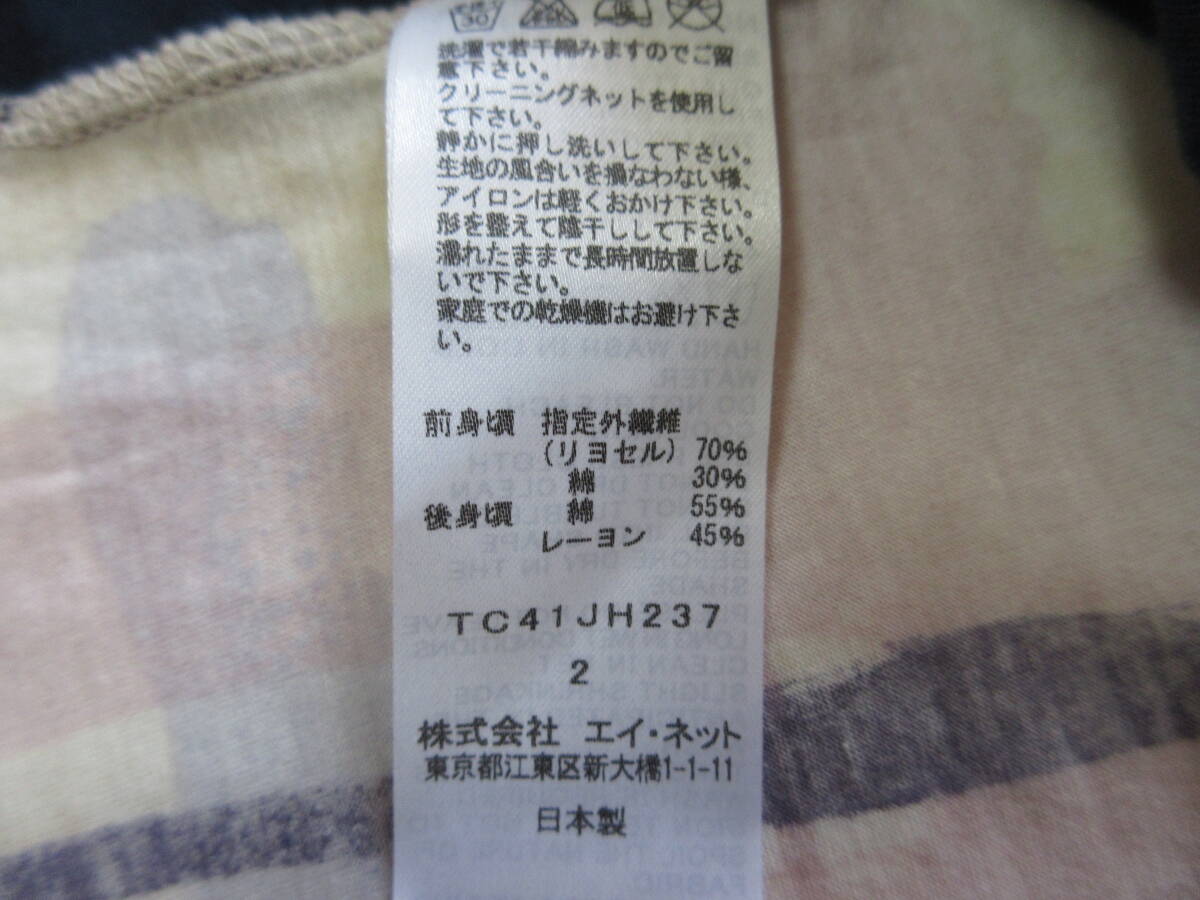 30
洗濯で若干縮みますのでご留
意下さい。
クリーニングネットを使用し
て下さい。
静かに押し洗いして下さい。
生地の風合いを損なわない様、
アイロンは軽くおかけ下さい。
形を整えて陰干しして下さい。
濡れたままで長時間放置しな
いで下さい。
家庭での乾燥機はお避け下さ
い。
前身頃 指定外繊維
(リヨセル) 70%
綿 30%
後身頃 綿 55%
レーヨン 45%
TC41JH237
2
株式会社 エイ・ネット
東京都江東区新大橋1-1-11
日本製